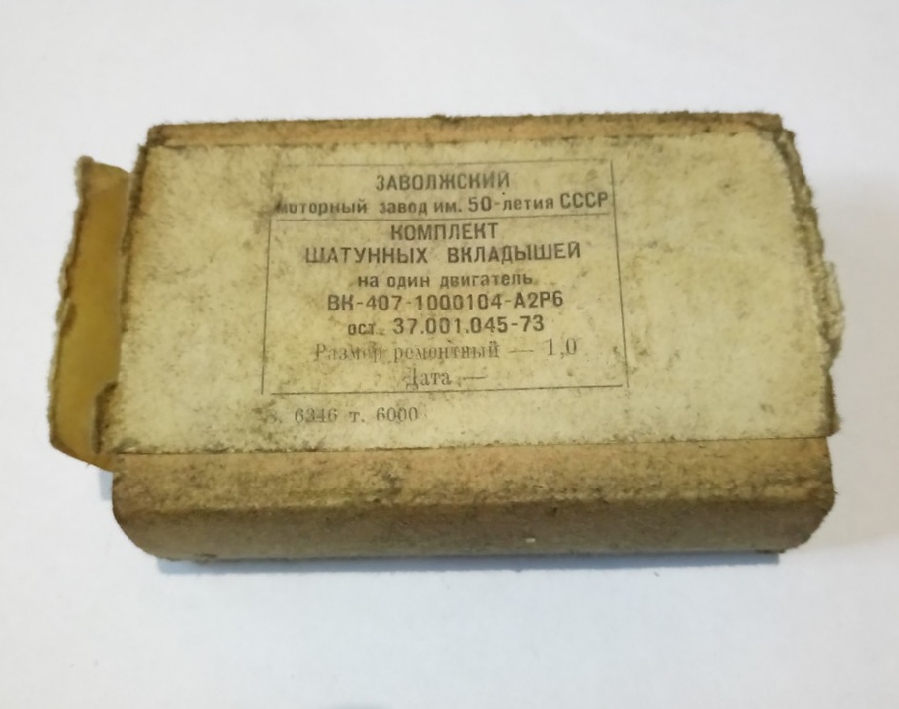 ЗАВОЛЖСКИЙ
моторный завод им. 50-летия СССР
КОМПЛЕКТ
ШАТУННЫХ ВКЛАДЫШЕЙ
на один двигатель
ВК-407-1000104-А2Р6
ост. 37.001.045-73
Размер ремонтный — 1,0
Дата —
з. 6346 т. 6000